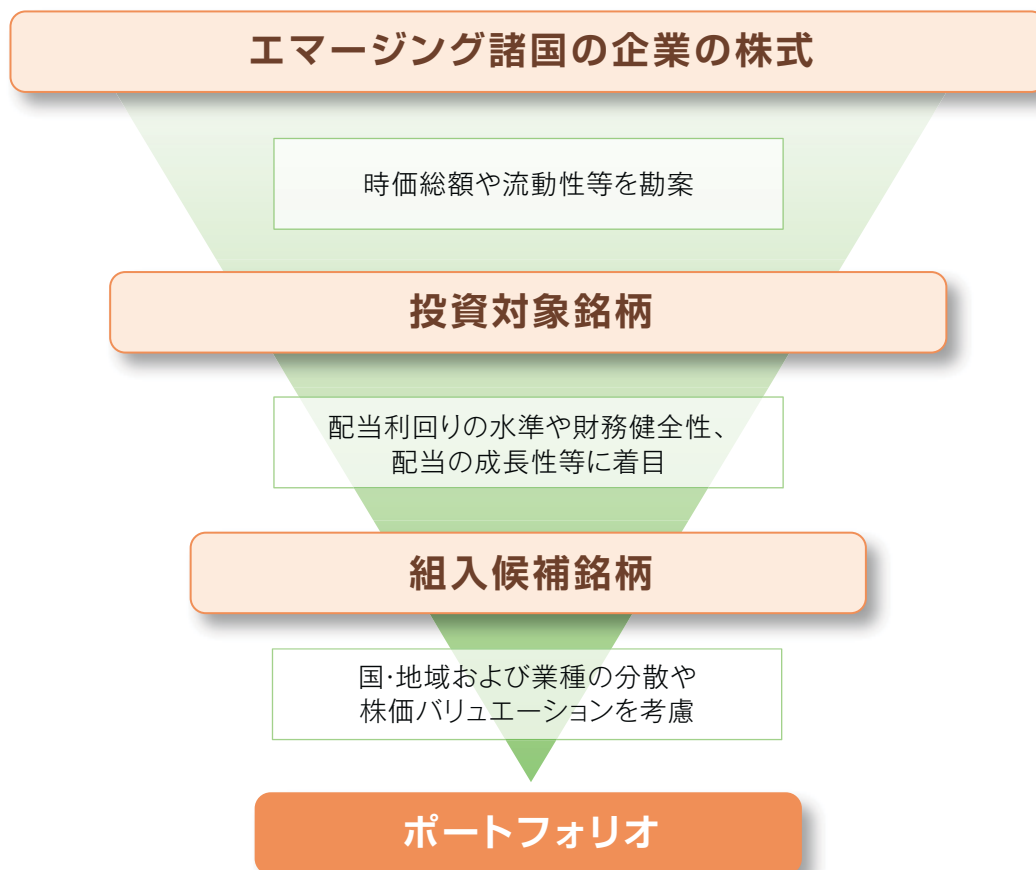 エマージング諸国の企業の株式
時価総額や流動性等を勘案
投資対象銘柄
配当利回りの水準や財務健全性、
配当の成長性等に着目
組入候補銘柄
国・地域および業種の分散や
株価バリュエーションを考慮
ポートフォリオ